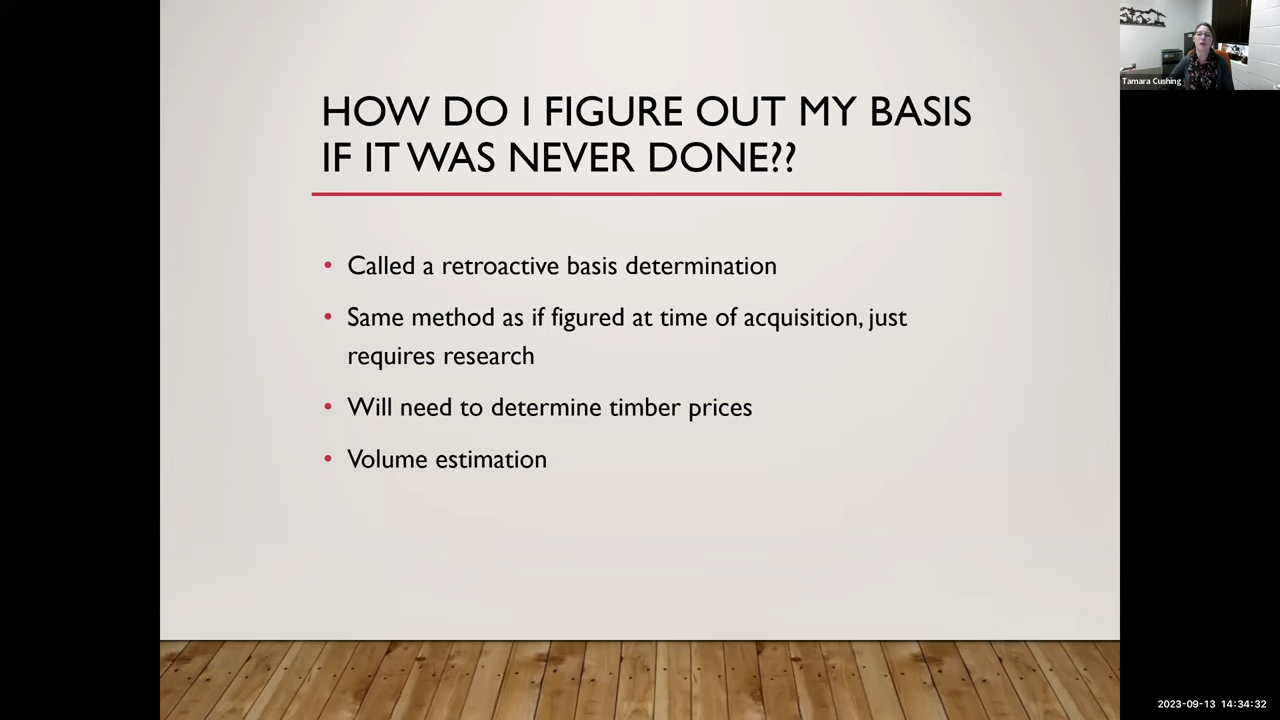 HOW DO I FIGURE OUT MY BASIS
IF IT WAS NEVER DONE??
• Called a retroactive basis determination
• Same method as if figured at time of acquisition, just
requires research
• Will need to determine timber prices
• Volume estimation
Tamara Cushing
2023-09-13 14:34:32